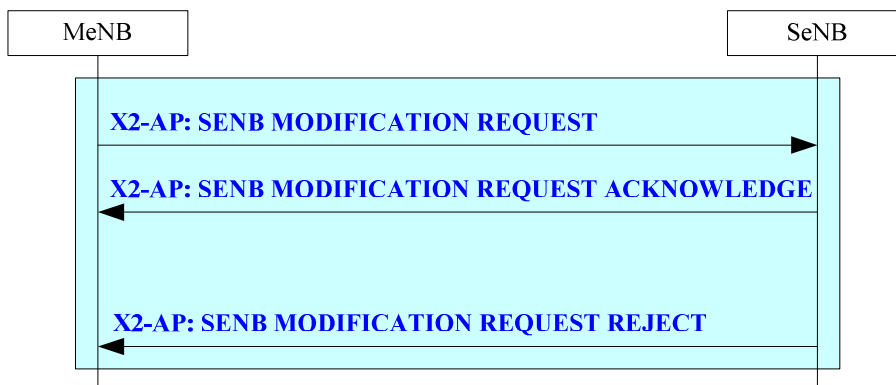 MeNB
SeNB
X2-AP: SENB MODIFICATION REQUEST
X2-AP: SENB MODIFICATION REQUEST ACKNOWLEDGE
X2-AP: SENB MODIFICATION REQUEST REJECT